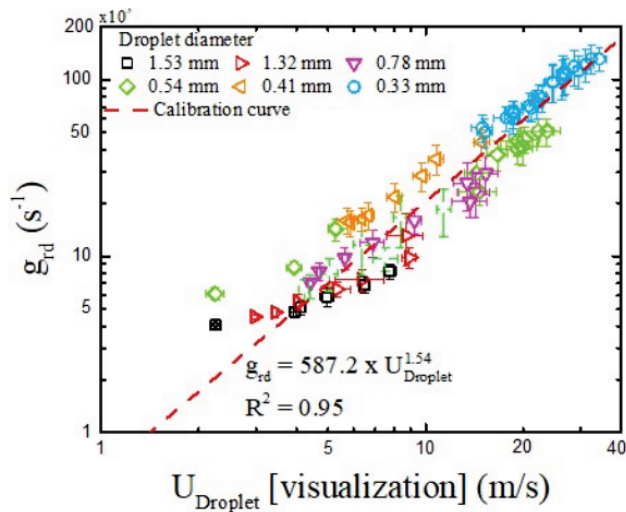 200
x10³
Droplet diameter
1.53 mm 1.32 mm 0.78 mm
0.54 mm 0.41 mm 0.33 mm
Calibration curve
100
50
10
5
1
g_rd (s⁻¹)
g_rd = 587.2 x U_Droplet^1.54
R² = 0.95
1 5 10 20 40
U_Droplet [visualization] (m/s)